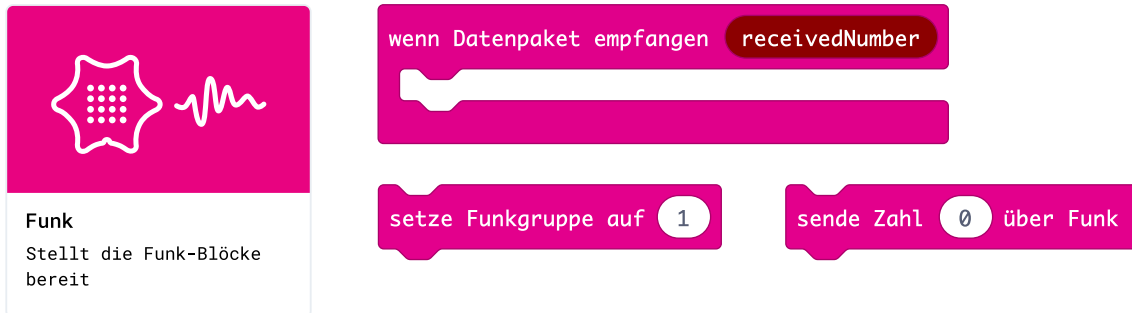 wenn Datenpaket empfangen receivedNumber
setze Funkgruppe auf 1
sende Zahl 0 über Funk
Funk
Stellt die Funk-Blöcke
bereit